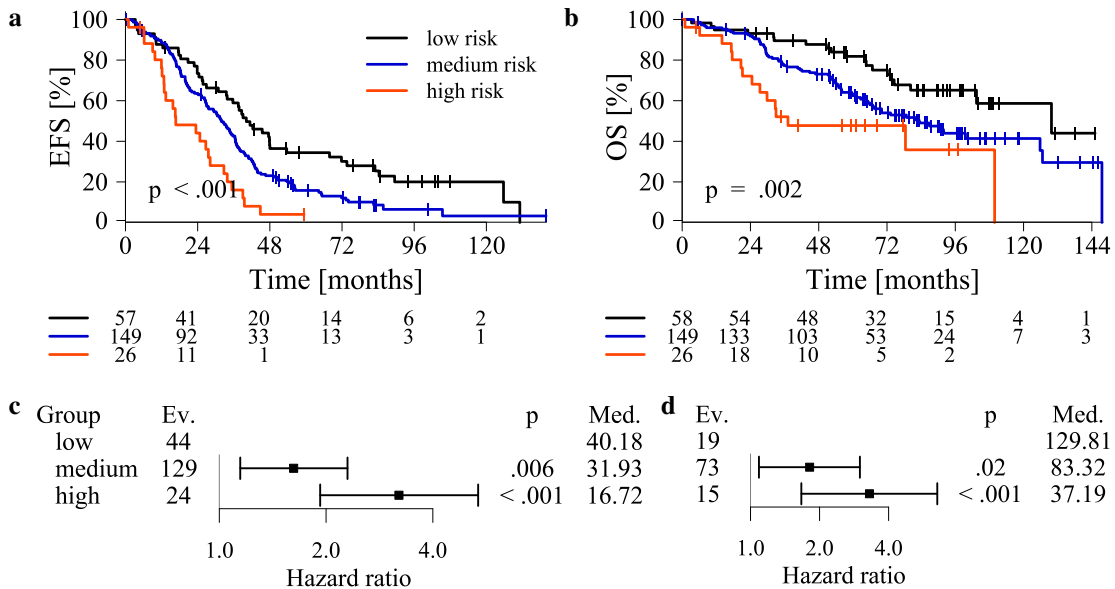 a
100
80
60
40
20
0
EFS [%]
low risk
medium risk
high risk
p < .001
0 24 48 72 96 120
Time [months]
57 41 20 14 6 2
149 92 33 13 3 1
26 11 1
b
100
80
60
40
20
0
OS [%]
p = .002
0 24 48 72 96 120 144
Time [months]
58 54 48 32 15 4 1
149 133 103 53 24 7 3
26 18 10 5 2
c
Group Ev. p Med.
low 44 40.18
medium 129 .006 31.93
high 24 < .001 16.72
1.0 2.0 4.0
Hazard ratio
d
Ev. p Med.
19 129.81
73 .02 83.32
15 < .001 37.19
1.0 2.0 4.0
Hazard ratio